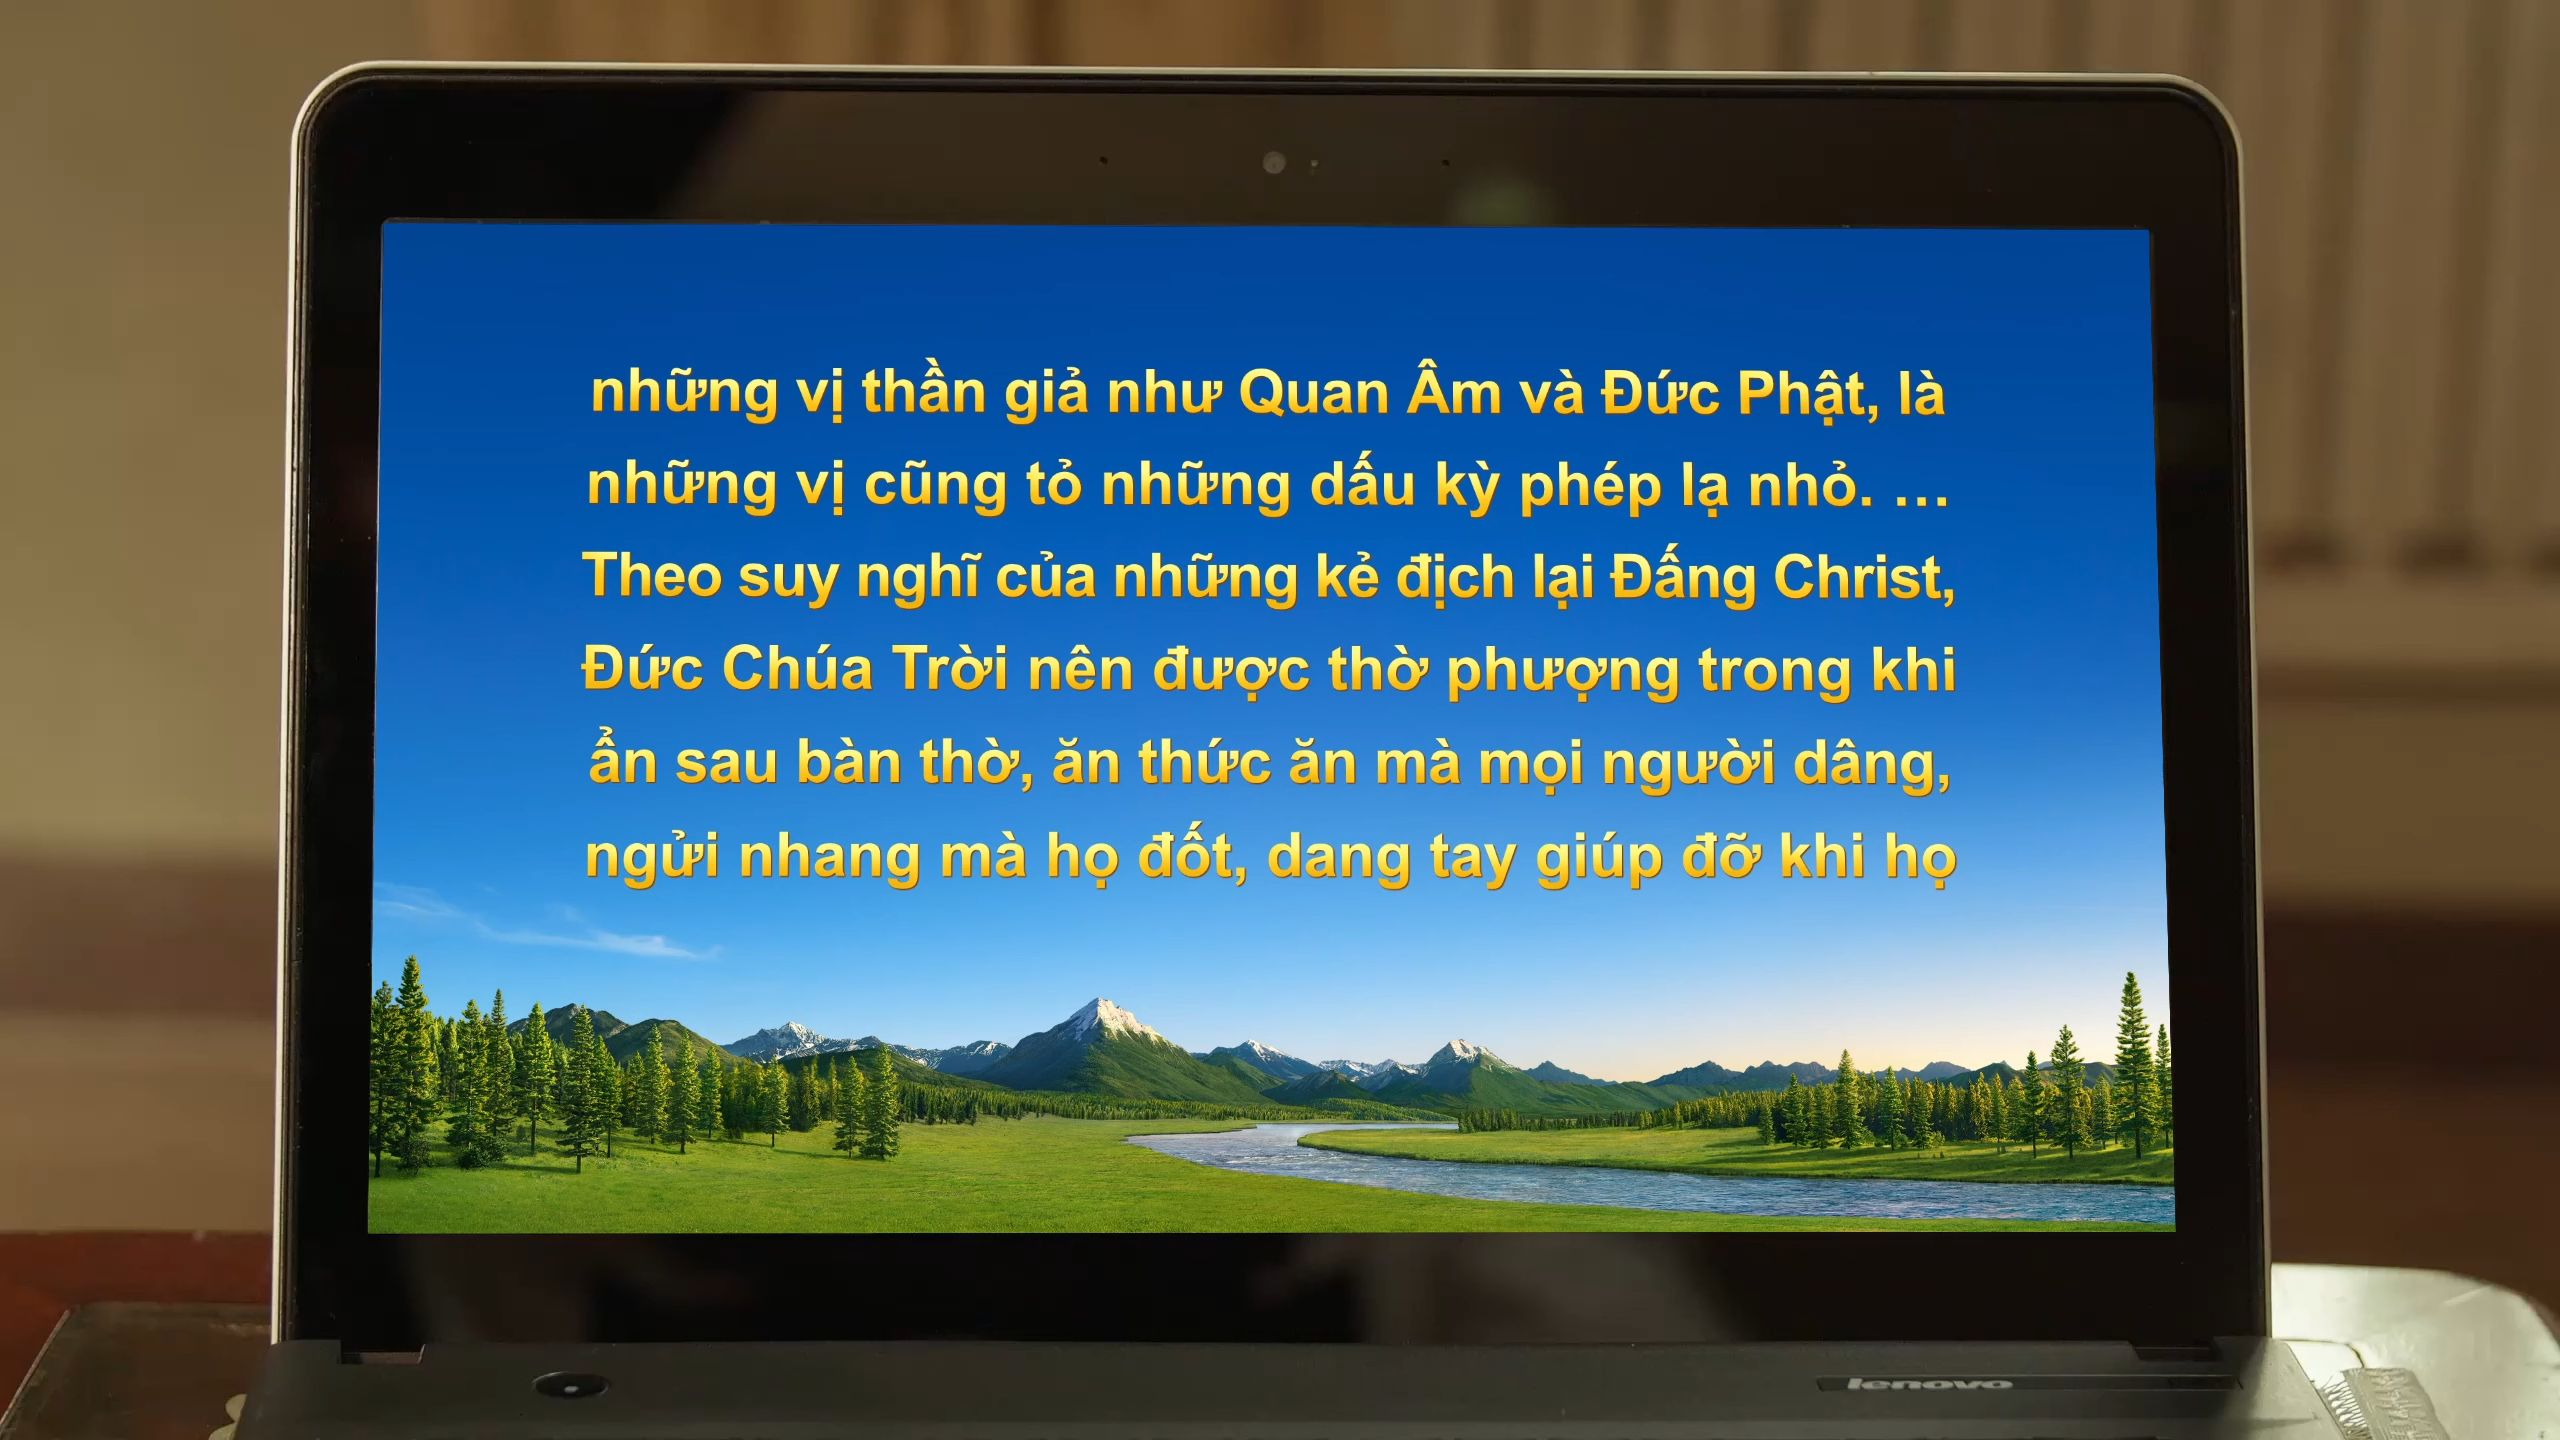 những vị thần giả như Quan Âm và Đức Phật, là
những vị cũng tỏ những dấu kỳ phép lạ nhỏ. …
Theo suy nghĩ của những kẻ địch lại Đấng Christ,
Đức Chúa Trời nên được thờ phượng trong khi
ẩn sau bàn thờ, ăn thức ăn mà mọi người dâng,
ngửi nhang mà họ đốt, dang tay giúp đỡ khi họ
lenovo